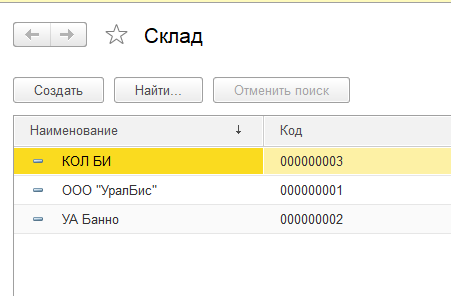 Склад
Создать Найти... Отменить поиск
Наименование ↓ Код
КОЛ БИ 000000003
ООО "УралБис" 000000001
УА Банно 000000002